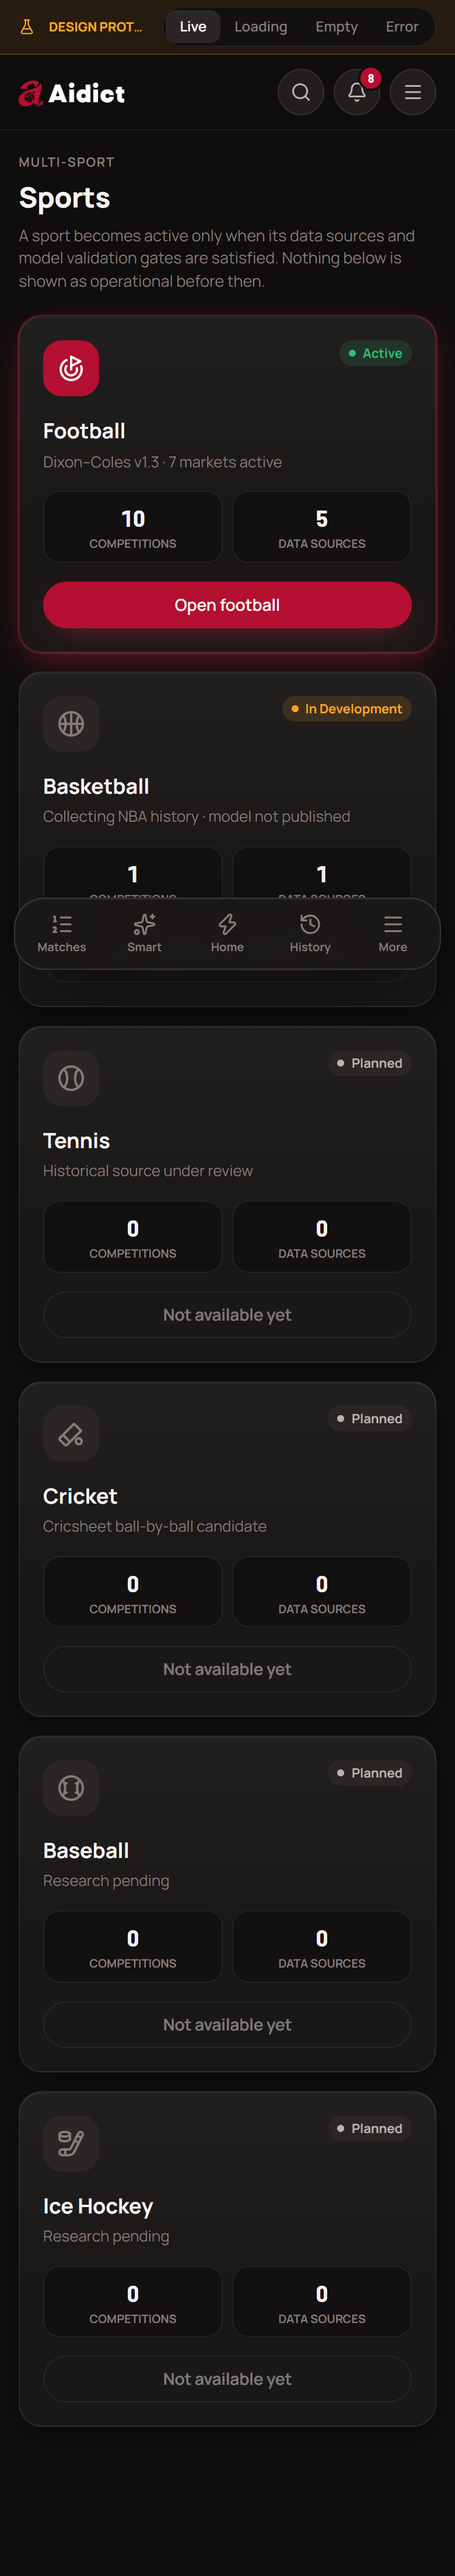 DESIGN PROT...
Live Loading Empty Error
a Aidict
8
MULTI-SPORT
Sports
A sport becomes active only when its data sources and
model validation gates are satisfied. Nothing below is
shown as operational before then.
Active
Football
Dixon–Coles v1.3 · 7 markets active
10 5
COMPETITIONS DATA SOURCES
Open football
In Development
Basketball
Collecting NBA history · model not published
1 1
COMPETITIONS DATA SOURCES
Matches Smart Home History More
Planned
Tennis
Historical source under review
0 0
COMPETITIONS DATA SOURCES
Not available yet
Planned
Cricket
Cricsheet ball-by-ball candidate
0 0
COMPETITIONS DATA SOURCES
Not available yet
Planned
Baseball
Research pending
0 0
COMPETITIONS DATA SOURCES
Not available yet
Planned
Ice Hockey
Research pending
0 0
COMPETITIONS DATA SOURCES
Not available yet